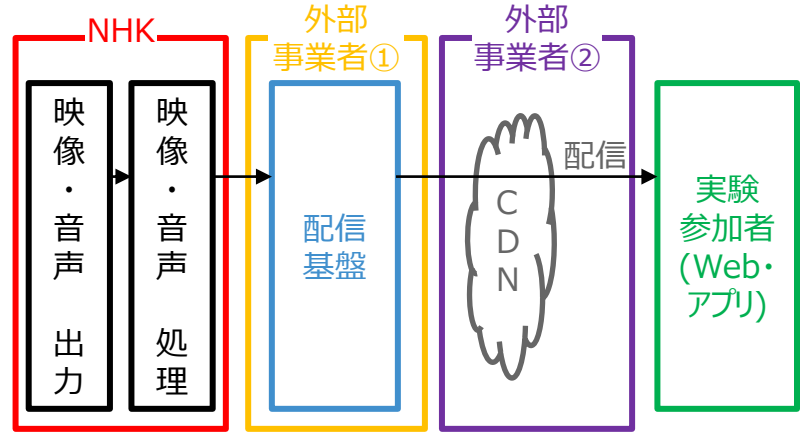 NHK
映像・音声 出力
映像・音声 処理
外部
事業者①
配信
基盤
外部
事業者②
CDN
配信
実験
参加者
(Web・
アプリ)